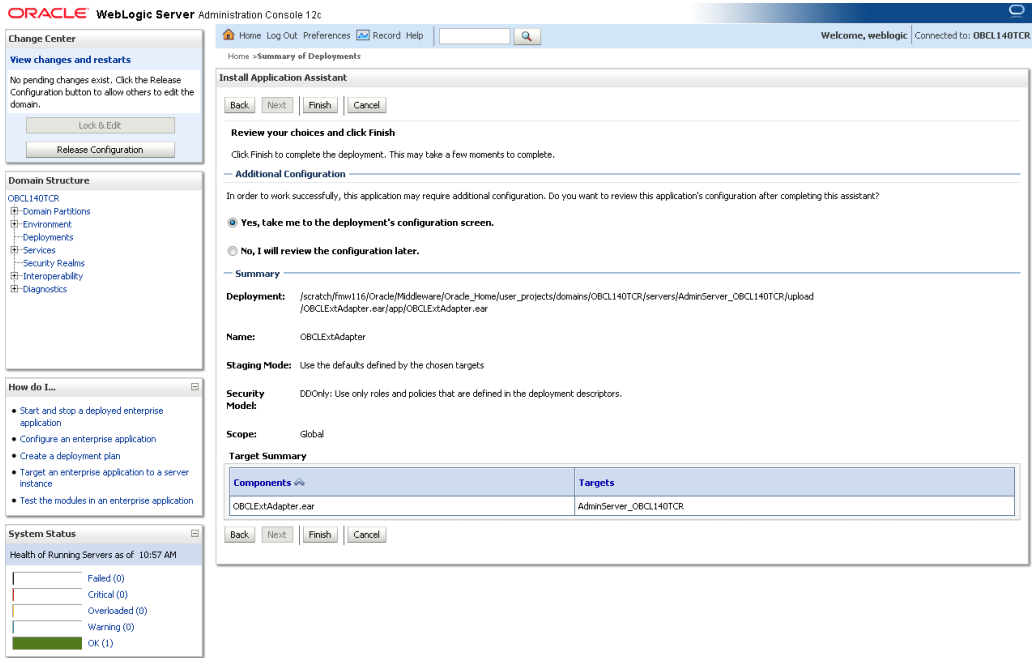 ORACLE WebLogic Server Administration Console 12c
Change Center
View changes and restarts
No pending changes exist. Click the Release
Configuration button to allow others to edit the
domain.
Lock & Edit
Release Configuration
Domain Structure
OBCL140TCR
Domain Partitions
Environment
Deployments
Services
Security Realms
Interoperability
Diagnostics
How do I...
Start and stop a deployed enterprise
application
Configure an enterprise application
Create a deployment plan
Target an enterprise application to a server
instance
Test the modules in an enterprise application
System Status
Health of Running Servers as of 10:57 AM
Failed (0)
Critical (0)
Overloaded (0)
Warning (0)
OK (1)
Home Log Out Preferences Record Help
Welcome, weblogic Connected to: OBCL140TCR
Home >Summary of Deployments
Install Application Assistant
Back Next Finish Cancel
Review your choices and click Finish
Click Finish to complete the deployment. This may take a few moments to complete.
Additional Configuration
In order to work successfully, this application may require additional configuration. Do you want to review this application's configuration after completing this assistant?
Yes, take me to the deployment's configuration screen.
No, I will review the configuration later.
Summary
Deployment: /scratch/fmw116/Oracle/Middleware/Oracle_Home/user_projects/domains/OBCL140TCR/servers/AdminServer_OBCL140TCR/upload
/OBCLExtAdapter.ear/app/OBCLExtAdapter.ear
Name: OBCLExtAdapter
Staging Mode: Use the defaults defined by the chosen targets
Security DDOnly: Use only roles and policies that are defined in the deployment descriptors.
Model:
Scope: Global
Target Summary
Components Targets
OBCLExtAdapter.ear AdminServer_OBCL140TCR
Back Next Finish Cancel